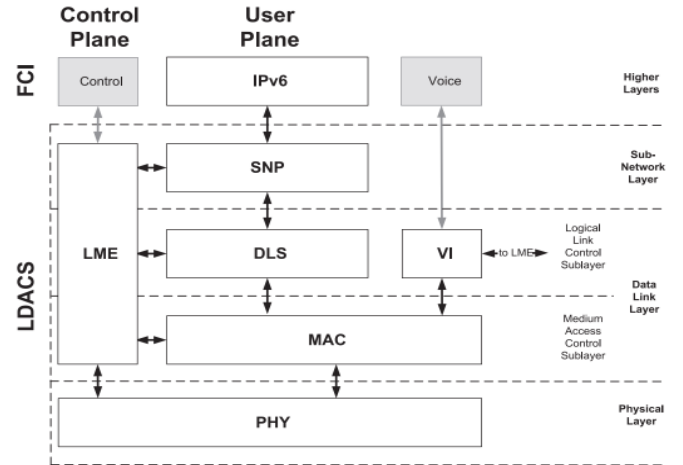 Control
Plane
User
Plane
FCI
Control
IPv6
Voice
Higher
Layers
SNP
Sub-
Network
Layer
LDACS
LME
DLS
VI
to LME
Logical
Link
Control
Sublayer
Data
Link
Layer
MAC
Medium
Access
Control
Sublayer
PHY
Physical
Layer